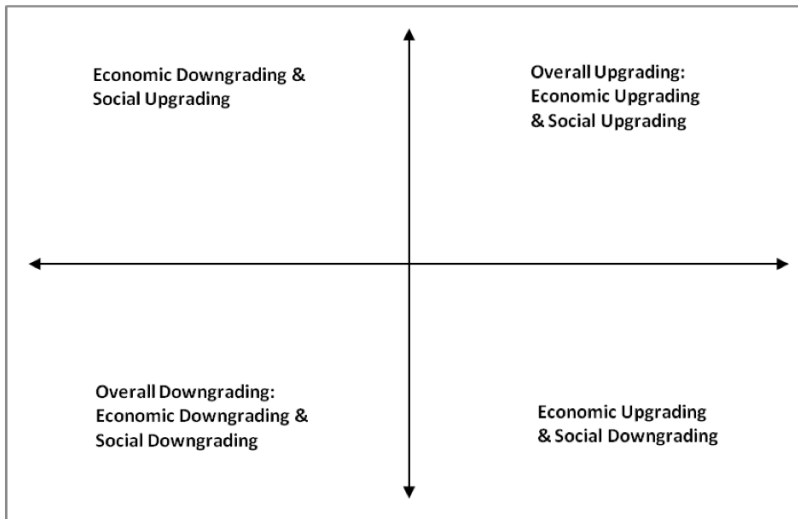 Economic Downgrading &
Social Upgrading
Overall Upgrading:
Economic Upgrading
& Social Upgrading
Overall Downgrading:
Economic Downgrading &
Social Downgrading
Economic Upgrading
& Social Downgrading